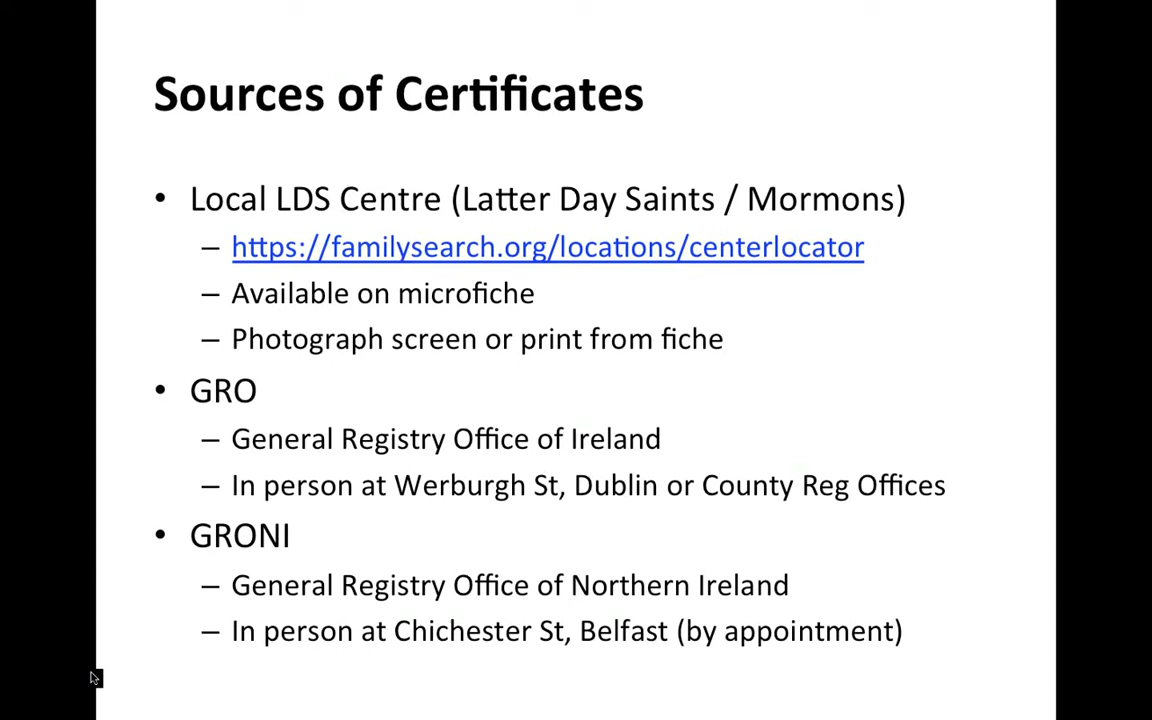 Sources of Certificates
• Local LDS Centre (Latter Day Saints / Mormons)
– https://familysearch.org/locations/centerlocator
– Available on microfiche
– Photograph screen or print from fiche
• GRO
– General Registry Office of Ireland
– In person at Werburgh St, Dublin or County Reg Offices
• GRONI
– General Registry Office of Northern Ireland
– In person at Chichester St, Belfast (by appointment)